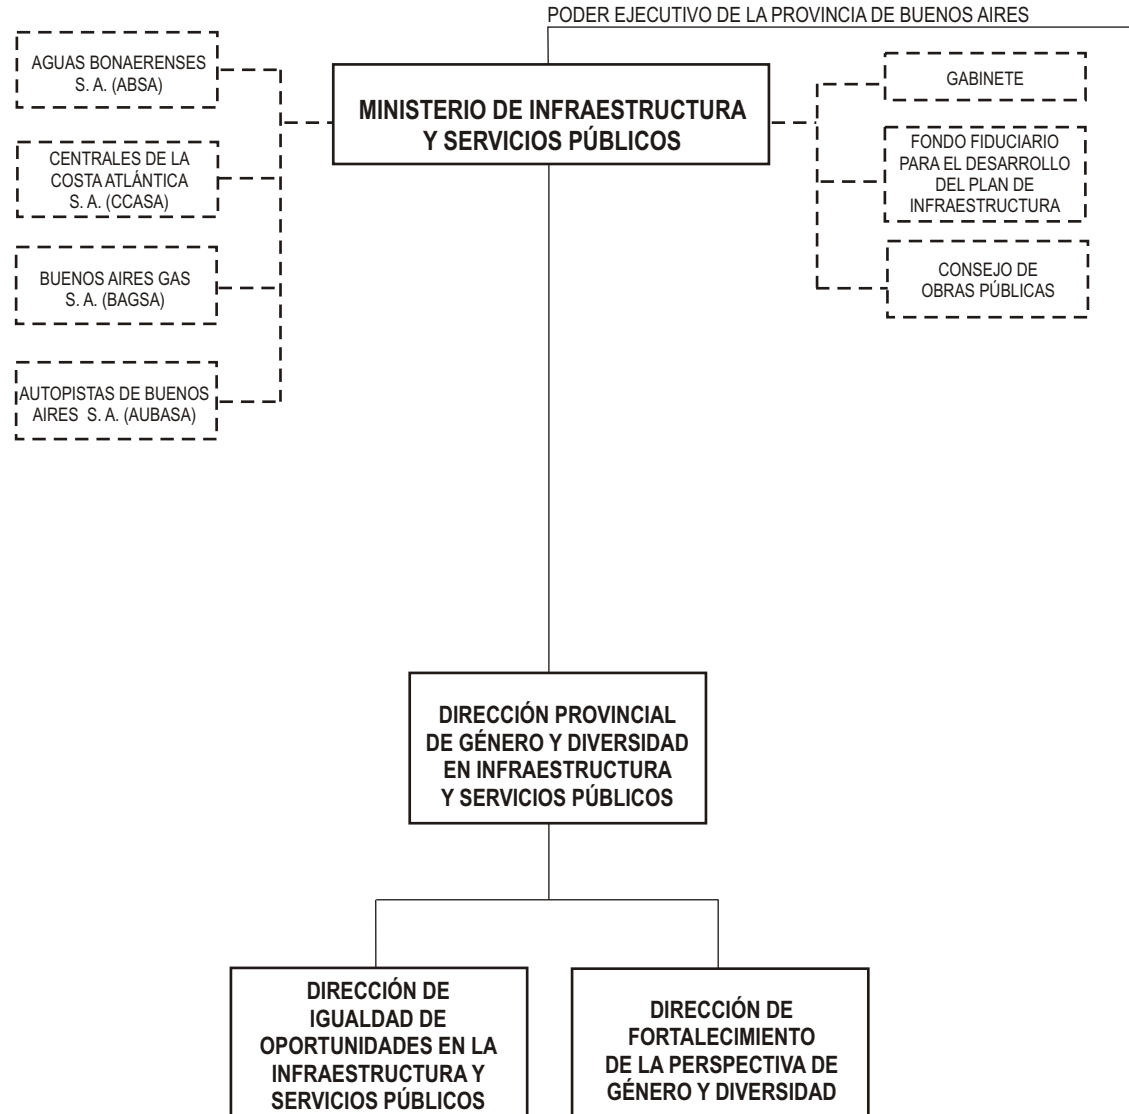 PODER EJECUTIVO DE LA PROVINCIA DE BUENOS AIRES
AGUAS BONAERENSES
S. A. (ABSA)
CENTRALES DE LA
COSTA ATLÁNTICA
S. A. (CCASA)
BUENOS AIRES GAS
S. A. (BAGSA)
AUTOPISTAS DE BUENOS
AIRES S. A. (AUBASA)
MINISTERIO DE INFRAESTRUCTURA
Y SERVICIOS PÚBLICOS
GABINETE
FONDO FIDUCIARIO
PARA EL DESARROLLO
DEL PLAN DE
INFRAESTRUCTURA
CONSEJO DE
OBRAS PÚBLICAS
DIRECCIÓN PROVINCIAL
DE GÉNERO Y DIVERSIDAD
EN INFRAESTRUCTURA
Y SERVICIOS PÚBLICOS
DIRECCIÓN DE
IGUALDAD DE
OPORTUNIDADES EN LA
INFRAESTRUCTURA Y
SERVICIOS PÚBLICOS
DIRECCIÓN DE
FORTALECIMIENTO
DE LA PERSPECTIVA DE
GÉNERO Y DIVERSIDAD